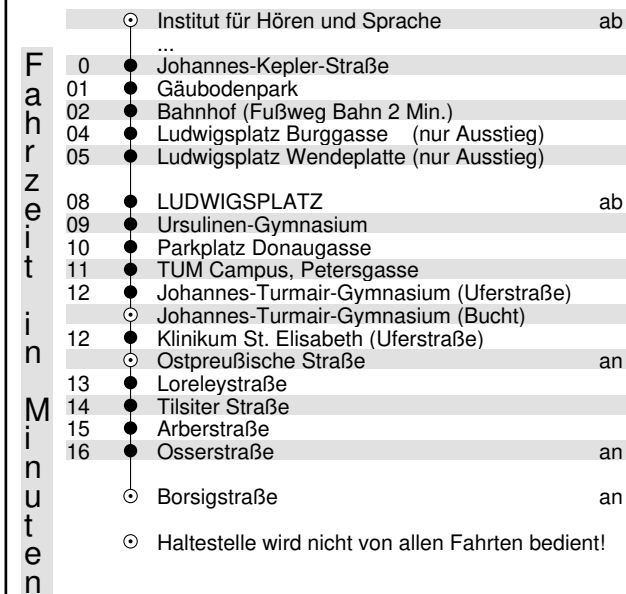 Fahrzeit in Minuten
Institut für Hören und Sprache ab
...
0 Johannes-Kepler-Straße
01 Gäubodenpark
02 Bahnhof (Fußweg Bahn 2 Min.)
04 Ludwigsplatz Burggasse (nur Ausstieg)
05 Ludwigsplatz Wendeplatte (nur Ausstieg)
08 LUDWIGSPLATZ ab
09 Ursulinen-Gymnasium
10 Parkplatz Donaugasse
11 TUM Campus, Petersgasse
12 Johannes-Turmair-Gymnasium (Uferstraße)
Johannes-Turmair-Gymnasium (Bucht)
12 Klinikum St. Elisabeth (Uferstraße)
Ostpreußische Straße an
13 Loreleystraße
14 Tilsiter Straße
15 Arberstraße
16 Osserstraße an
Borsigstraße an
Haltestelle wird nicht von allen Fahrten bedient!